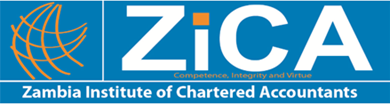 ZiCA
Competence, Integrity and Virtue
Zambia Institute of Chartered Accountants